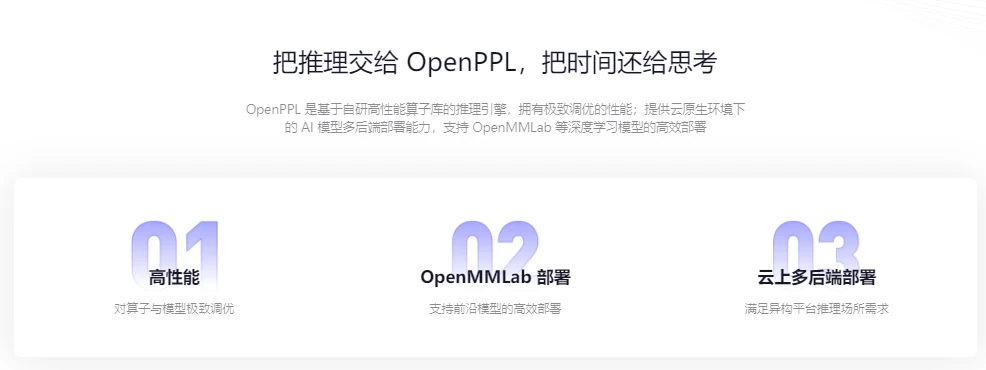 把推理交给 OpenPPL，把时间还给思考
OpenPPL 是基于自研高性能算子库的推理引擎，拥有极致调优的性能；提供云原生环境下
的 AI 模型多后端部署能力，支持 OpenMMLab 等深度学习模型的高效部署
01
高性能
对算子与模型极致调优
02
OpenMMLab 部署
支持前沿模型的高效部署
03
云上多后端部署
满足异构平台推理场所需求